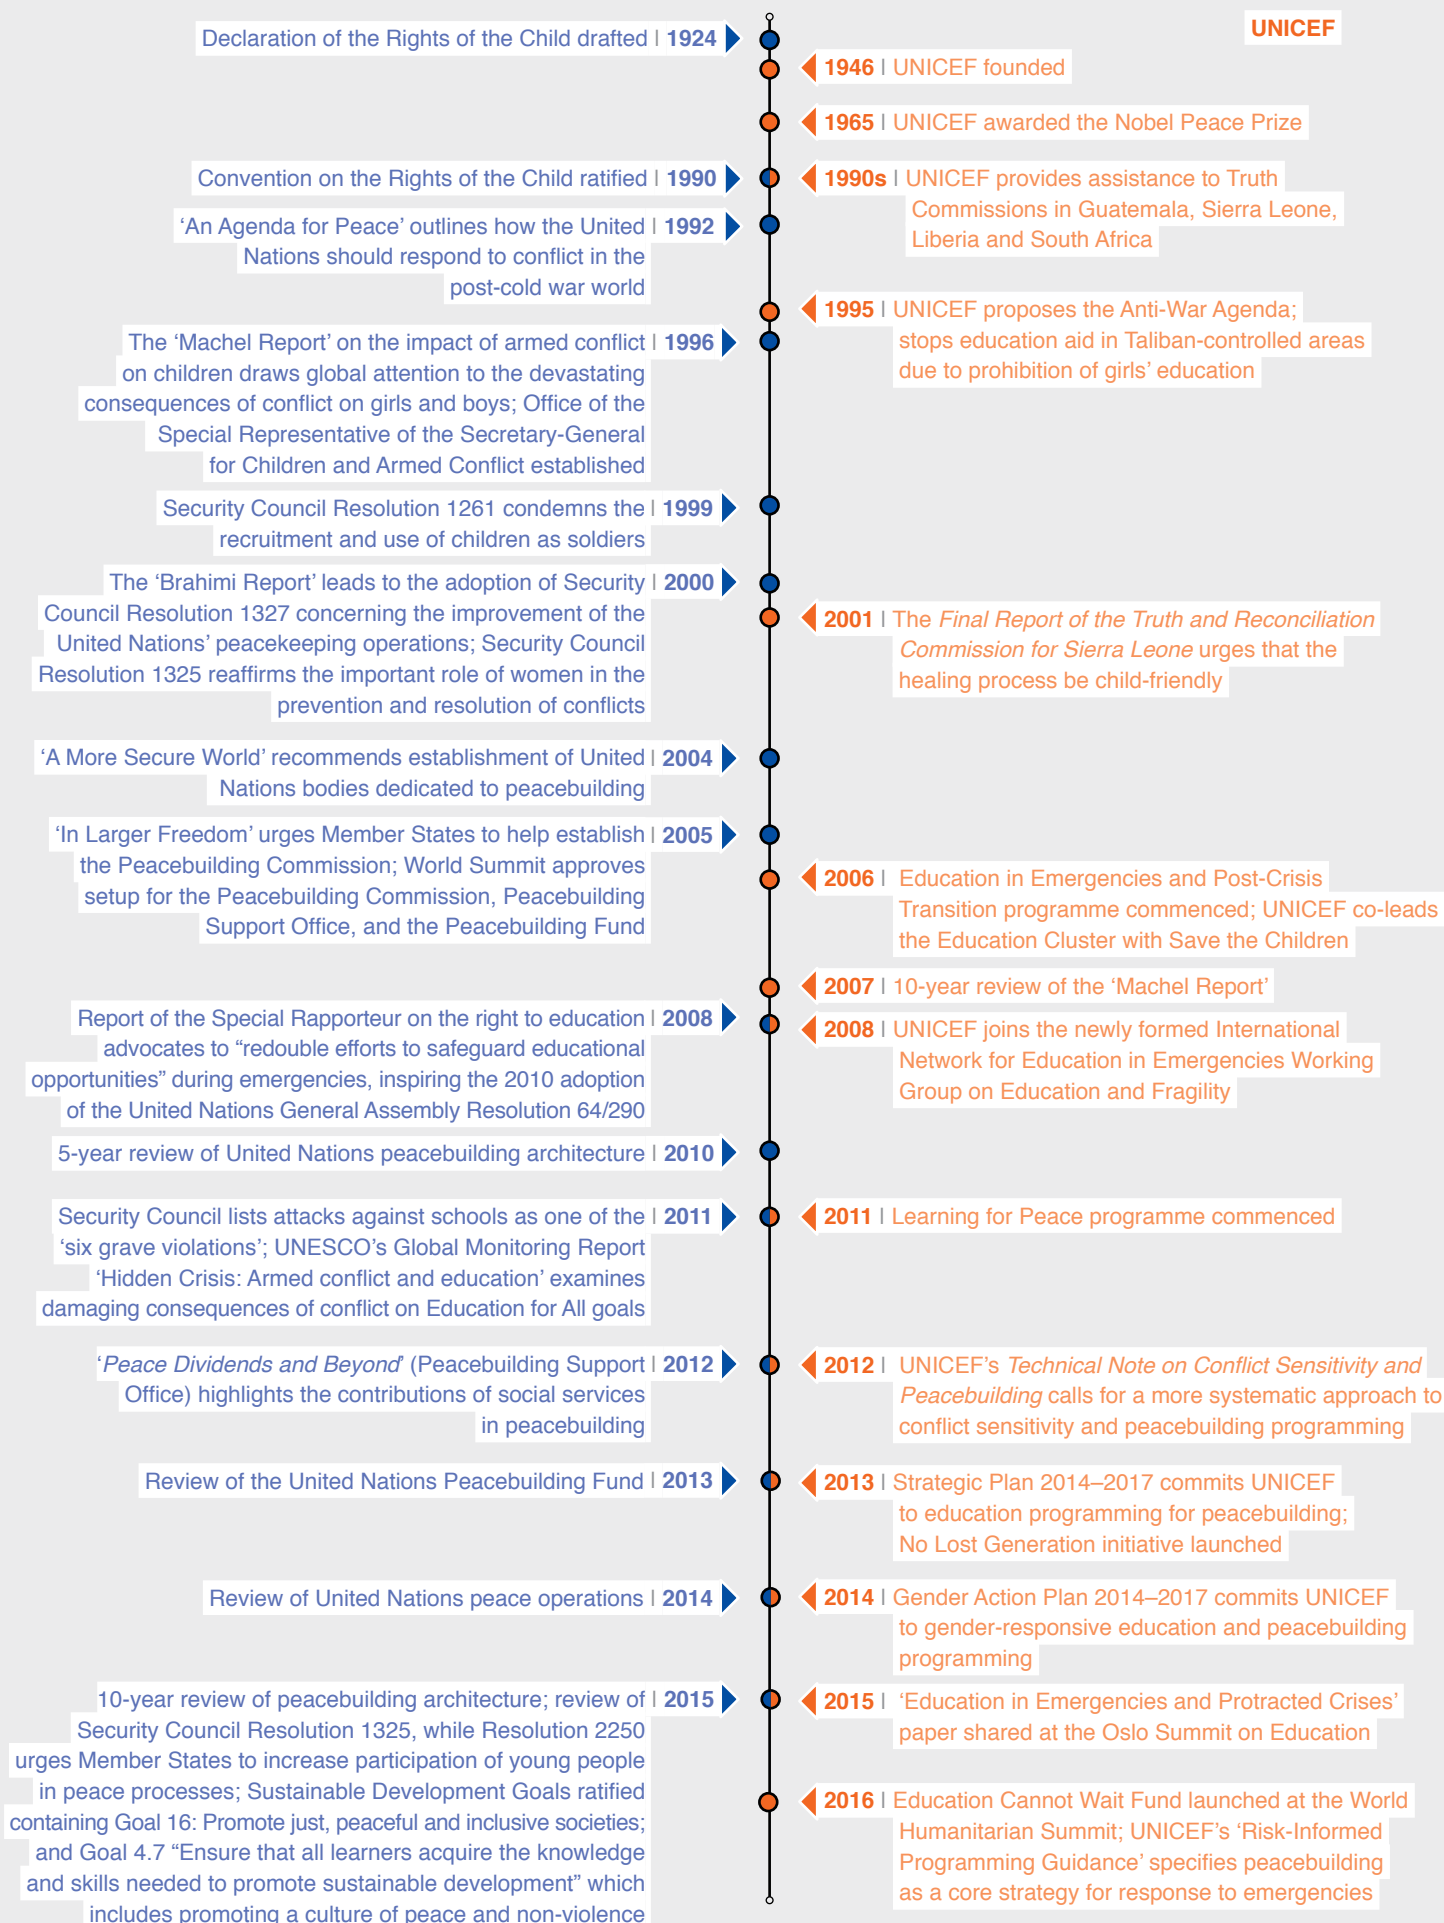 UNICEF
Declaration of the Rights of the Child drafted | 1924
1946 | UNICEF founded
1965 | UNICEF awarded the Nobel Peace Prize
Convention on the Rights of the Child ratified | 1990
1990s | UNICEF provides assistance to Truth
Commissions in Guatemala, Sierra Leone,
Liberia and South Africa
‘An Agenda for Peace’ outlines how the United | 1992
Nations should respond to conflict in the
post-cold war world
1995 | UNICEF proposes the Anti-War Agenda;
stops education aid in Taliban-controlled areas
due to prohibition of girls’ education
The ‘Machel Report’ on the impact of armed conflict | 1996
on children draws global attention to the devastating
consequences of conflict on girls and boys; Office of the
Special Representative of the Secretary-General
for Children and Armed Conflict established
Security Council Resolution 1261 condemns the | 1999
recruitment and use of children as soldiers
The ‘Brahimi Report’ leads to the adoption of Security | 2000
Council Resolution 1327 concerning the improvement of the
United Nations’ peacekeeping operations; Security Council
Resolution 1325 reaffirms the important role of women in the
prevention and resolution of conflicts
2001 | The Final Report of the Truth and Reconciliation
Commission for Sierra Leone urges that the
healing process be child-friendly
‘A More Secure World’ recommends establishment of United | 2004
Nations bodies dedicated to peacebuilding
‘In Larger Freedom’ urges Member States to help establish | 2005
the Peacebuilding Commission; World Summit approves
setup for the Peacebuilding Commission, Peacebuilding
Support Office, and the Peacebuilding Fund
2006 | Education in Emergencies and Post-Crisis
Transition programme commenced; UNICEF co-leads
the Education Cluster with Save the Children
2007 | 10-year review of the ‘Machel Report’
Report of the Special Rapporteur on the right to education | 2008
advocates to “redouble efforts to safeguard educational
opportunities” during emergencies, inspiring the 2010 adoption
of the United Nations General Assembly Resolution 64/290
2008 | UNICEF joins the newly formed International
Network for Education in Emergencies Working
Group on Education and Fragility
5-year review of United Nations peacebuilding architecture | 2010
Security Council lists attacks against schools as one of the | 2011
‘six grave violations’; UNESCO’s Global Monitoring Report
‘Hidden Crisis: Armed conflict and education’ examines
damaging consequences of conflict on Education for All goals
2011 | Learning for Peace programme commenced
‘Peace Dividends and Beyond’ (Peacebuilding Support | 2012
Office) highlights the contributions of social services
in peacebuilding
2012 | UNICEF’s Technical Note on Conflict Sensitivity and
Peacebuilding calls for a more systematic approach to
conflict sensitivity and peacebuilding programming
Review of the United Nations Peacebuilding Fund | 2013
2013 | Strategic Plan 2014–2017 commits UNICEF
to education programming for peacebuilding;
No Lost Generation initiative launched
Review of United Nations peace operations | 2014
2014 | Gender Action Plan 2014–2017 commits UNICEF
to gender-responsive education and peacebuilding
programming
10-year review of peacebuilding architecture; review of | 2015
Security Council Resolution 1325, while Resolution 2250
urges Member States to increase participation of young people
in peace processes; Sustainable Development Goals ratified
containing Goal 16: Promote just, peaceful and inclusive societies;
and Goal 4.7 “Ensure that all learners acquire the knowledge
and skills needed to promote sustainable development” which
includes promoting a culture of peace and non-violence
2015 | ‘Education in Emergencies and Protracted Crises’
paper shared at the Oslo Summit on Education
2016 | Education Cannot Wait Fund launched at the World
Humanitarian Summit; UNICEF’s ‘Risk-Informed
Programming Guidance’ specifies peacebuilding
as a core strategy for response to emergencies